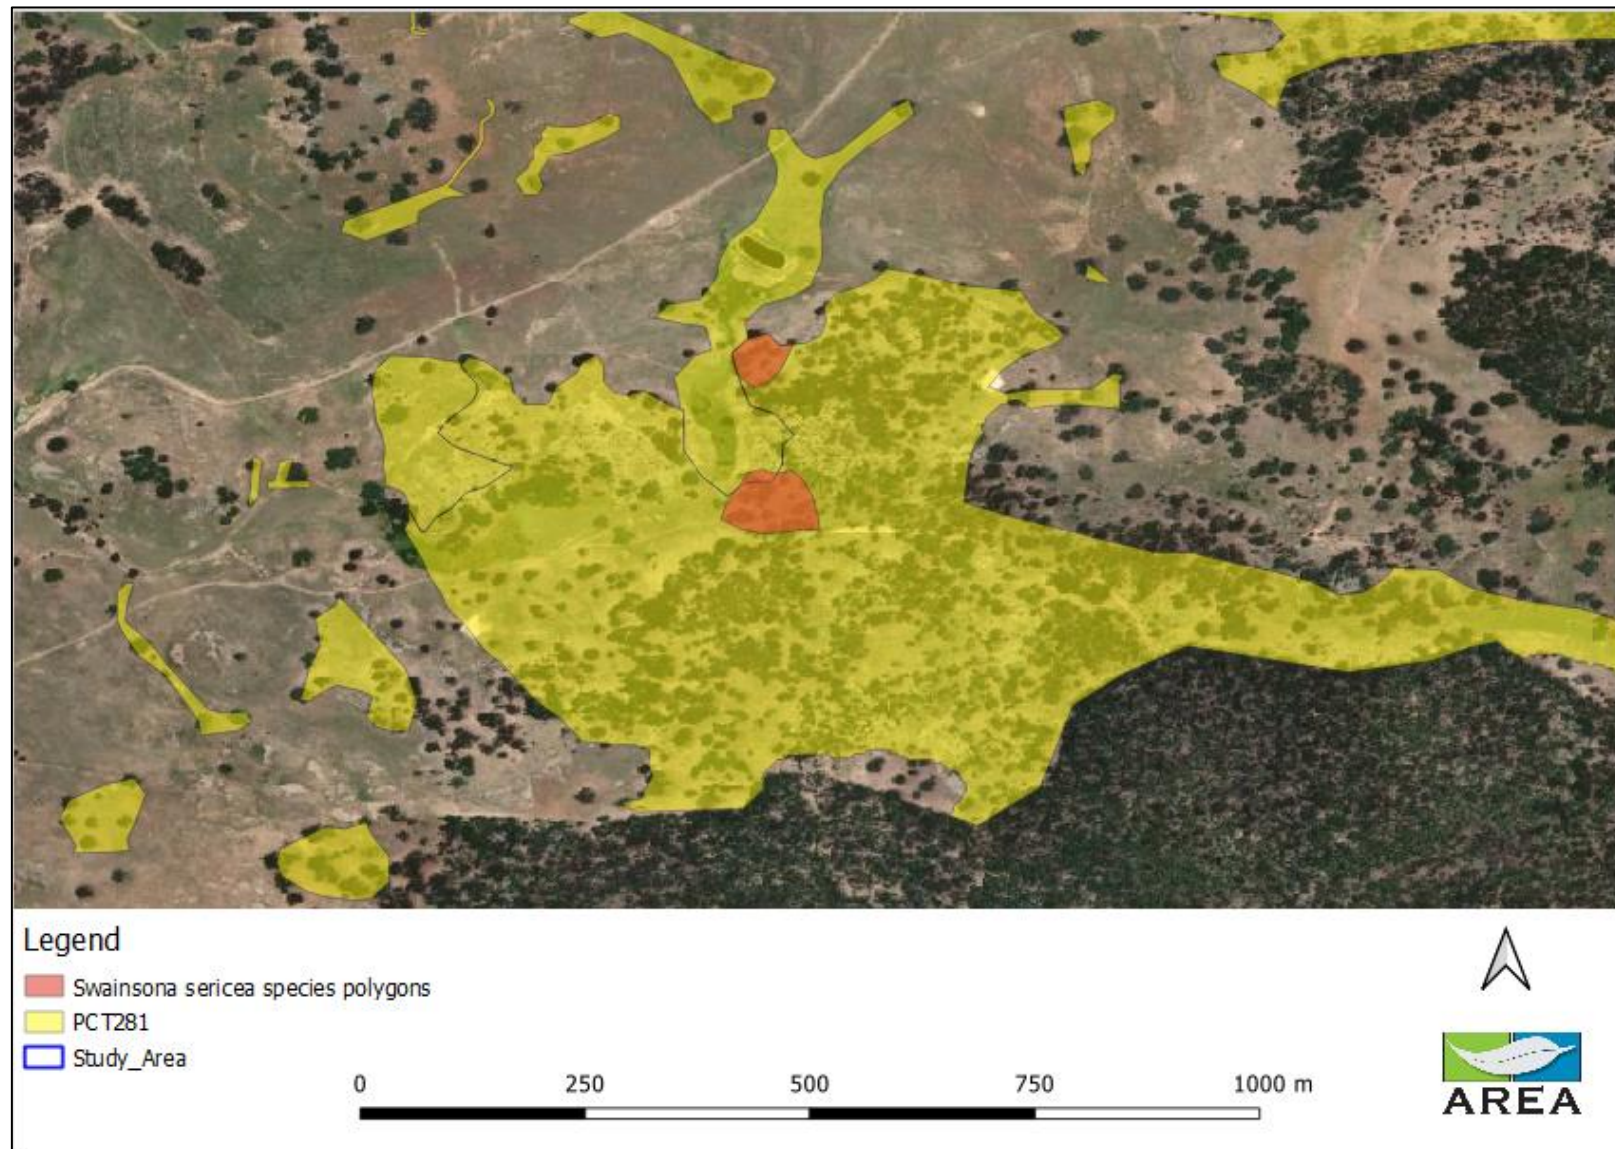 Legend
Swainsona sericea species polygons
PCT281
Study_Area
0 250 500 750 1000 m
AREA